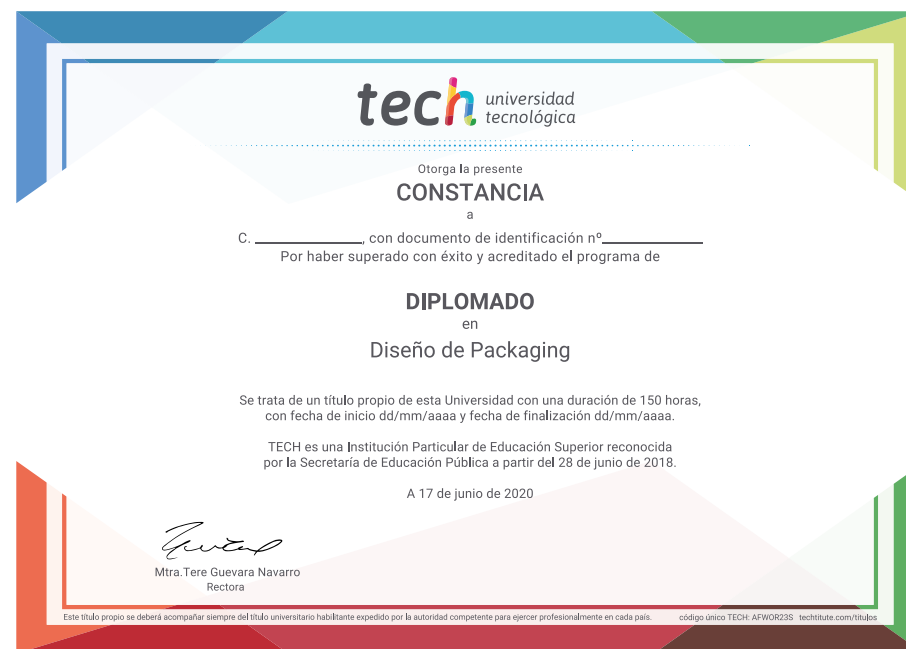 tech universidad
tecnológica
Otorga la presente
CONSTANCIA
a
C. ______________, con documento de identificación nº_____________
Por haber superado con éxito y acreditado el programa de
DIPLOMADO
en
Diseño de Packaging
Se trata de un título propio de esta Universidad con una duración de 150 horas,
con fecha de inicio dd/mm/aaaa y fecha de finalización dd/mm/aaaa.
TECH es una Institución Particular de Educación Superior reconocida
por la Secretaría de Educación Pública a partir del 28 de junio de 2018.
A 17 de junio de 2020
Mtra.Tere Guevara Navarro
Rectora
Este título propio se deberá acompañar siempre del título universitario habilitante expedido por la autoridad competente para ejercer profesionalmente en cada país. código único TECH: AFWOR23S techtitute.com/titulos